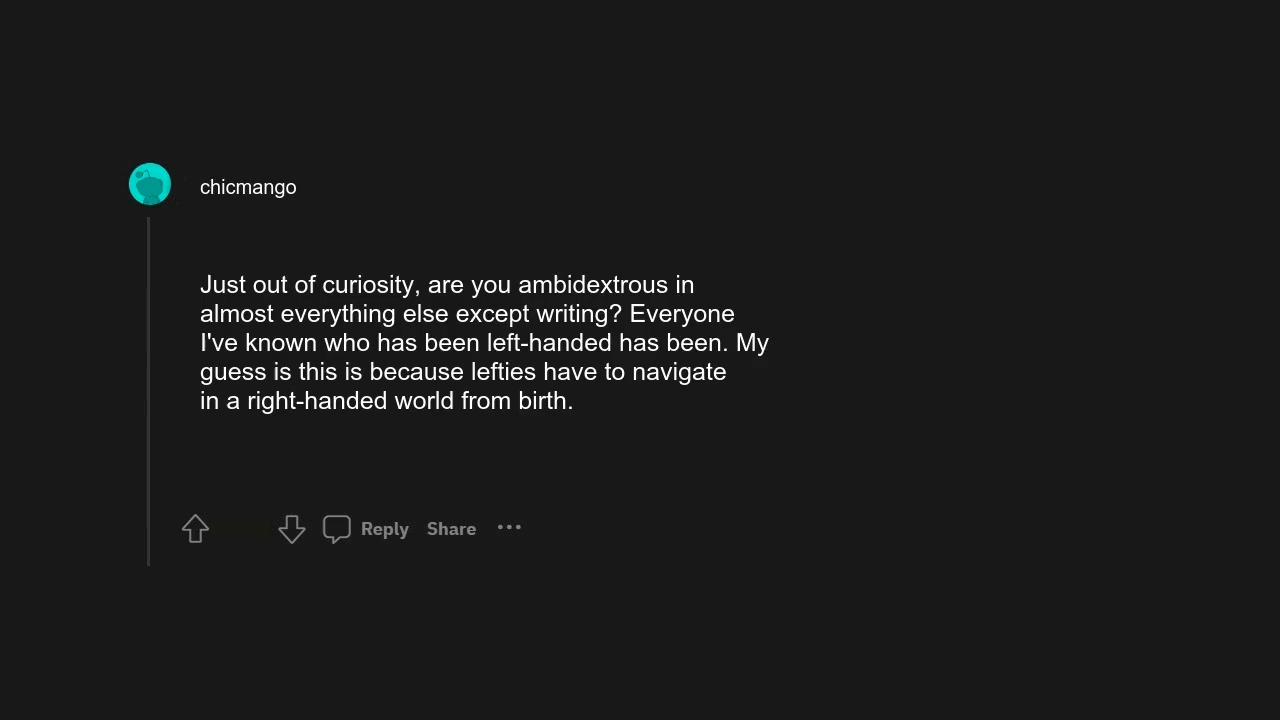 chicmango
Just out of curiosity, are you ambidextrous in
almost everything else except writing? Everyone
I've known who has been left-handed has been. My
guess is this is because lefties have to navigate
in a right-handed world from birth.
Reply Share